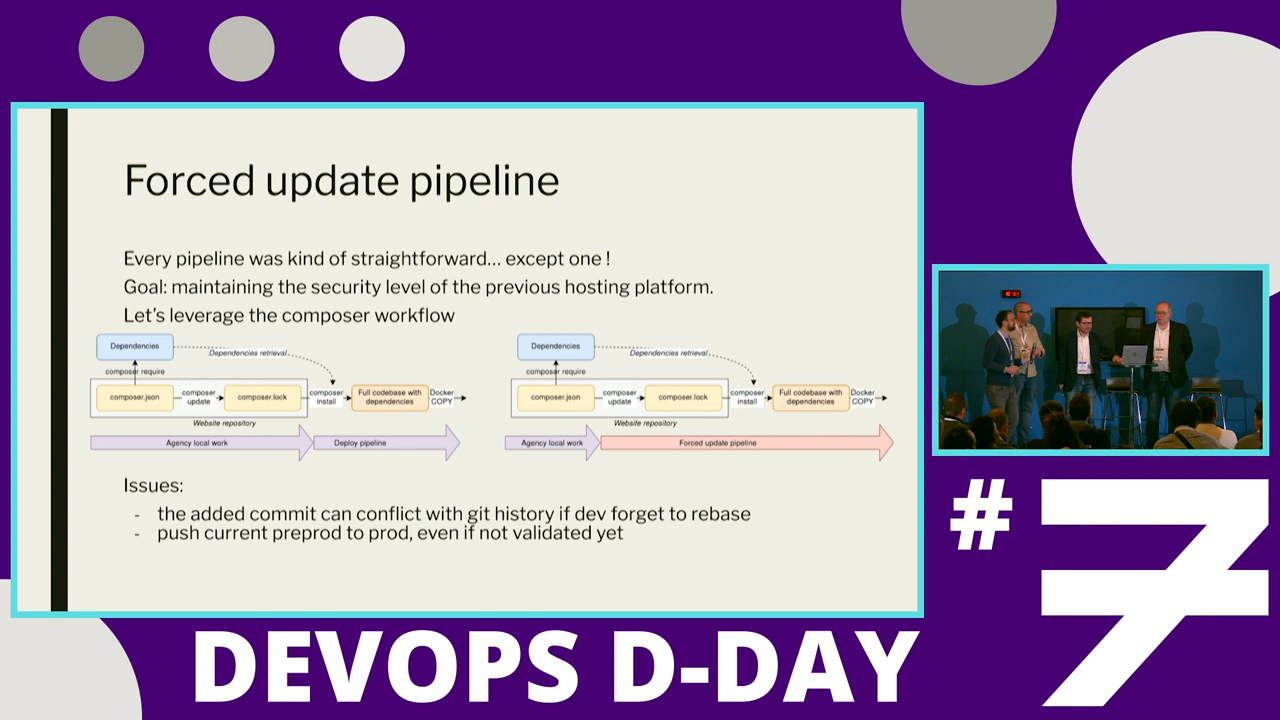 Forced update pipeline
Every pipeline was kind of straightforward... except one !
Goal: maintaining the security level of the previous hosting platform.
Let's leverage the composer workflow
Dependencies
Dependencies retrieval
composer require
composer.json
composer
update
composer.lock
composer
install
Full codebase with
dependencies
Docker
COPY
Website repository
Agency local work
Deploy pipeline
Dependencies
Dependencies retrieval
composer require
composer.json
composer
update
composer.lock
composer
install
Full codebase with
dependencies
Docker
COPY
Website repository
Agency local work
Forced update pipeline
Issues:
- the added commit can conflict with git history if dev forget to rebase
- push current preprod to prod, even if not validated yet
#7
DEVOPS D-DAY